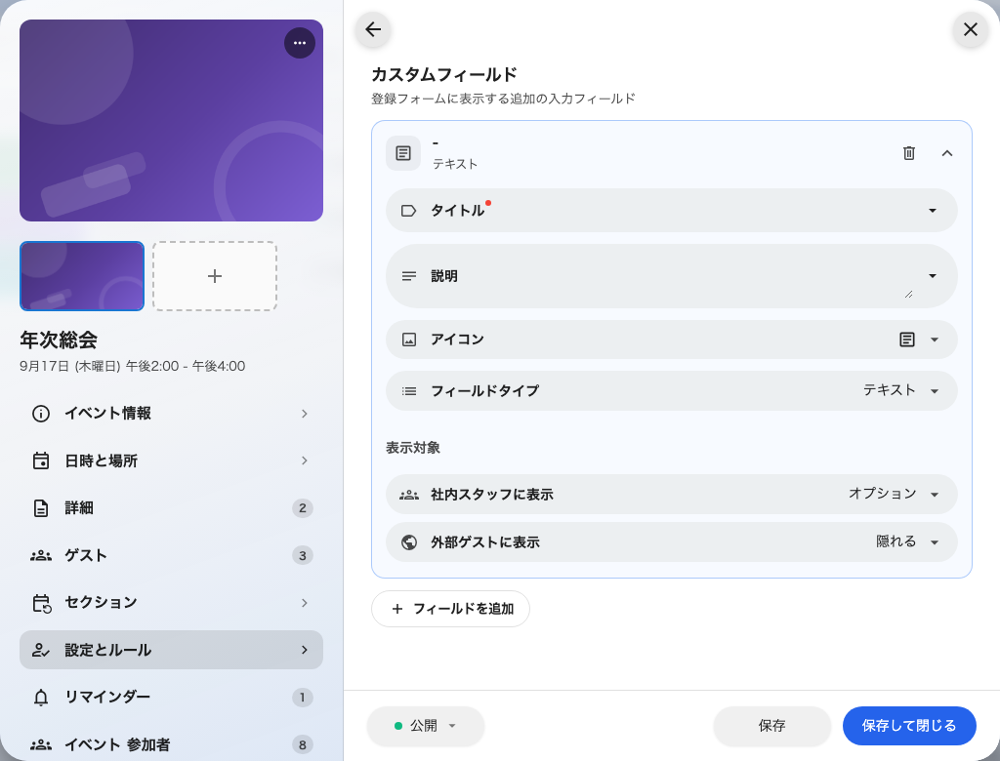 年次総会
9月17日 (木曜日) 午後2:00 - 午後4:00
イベント情報
日時と場所
詳細
2
ゲスト
3
セクション
設定とルール
リマインダー
1
イベント 参加者
8
カスタムフィールド
登録フォームに表示する追加の入力フィールド
-
テキスト
タイトル
説明
アイコン
フィールドタイプ
テキスト
表示対象
社内スタッフに表示
オプション
外部ゲストに表示
隠れる
フィールドを追加
公開
保存
保存して閉じる